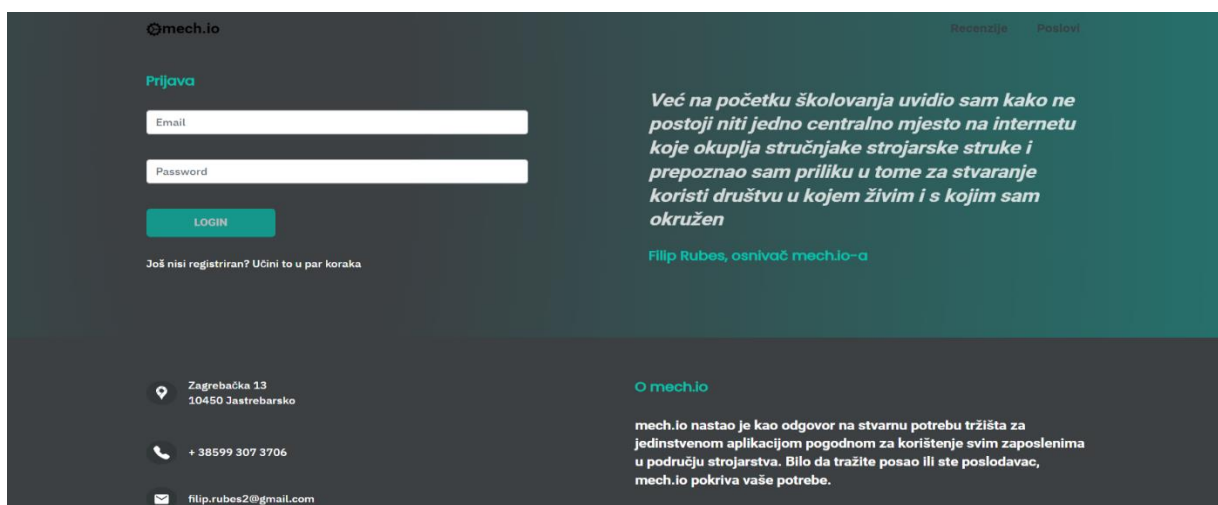 mech.io
Recenzije Poslovi
Prijava
Email
Password
LOGIN
Još nisi registriran? Učini to u par koraka
Već na početku školovanja uvidio sam kako ne
postoji niti jedno centralno mjesto na internetu
koje okuplja stručnjake strojarske struke i
prepoznao sam priliku u tome za stvaranje
koristi društvu u kojem živim i s kojim sam
okružen
Filip Rubes, osnivač mech.io-a
Zagrebačka 13
10450 Jastrebarsko
+ 38599 307 3706
filip.rubes2@gmail.com
O mech.io
mech.io nastao je kao odgovor na stvarnu potrebu tržišta za
jedinstvenom aplikacijom pogodnom za korištenje svim zaposlenima
u području strojarstva. Bilo da tražite posao ili ste poslodavac,
mech.io pokriva vaše potrebe.